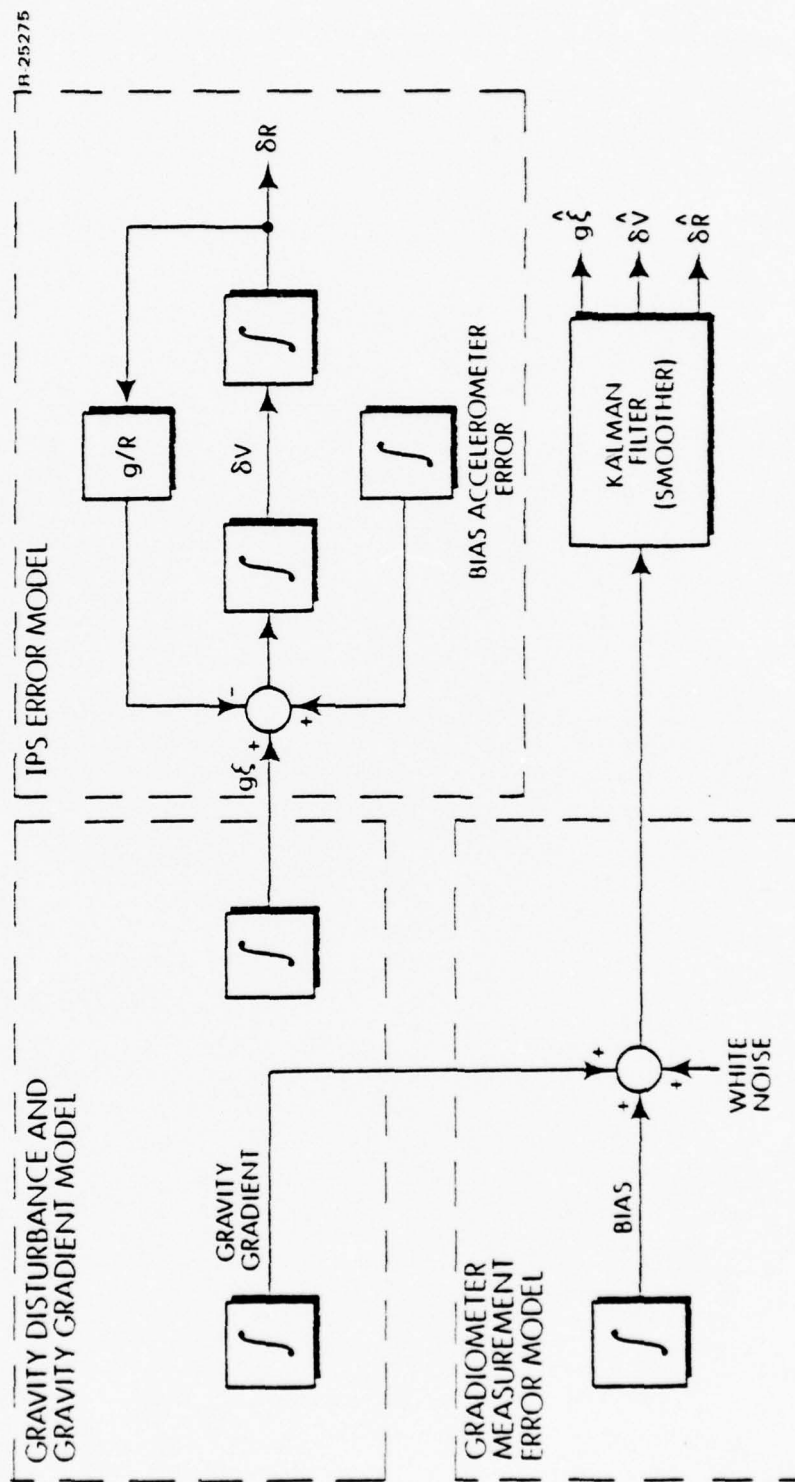 R-25275
GRAVITY DISTURBANCE AND
GRAVITY GRADIENT MODEL
GRAVITY
GRADIENT
∫
∫
IPS ERROR MODEL
gξ
+
-
+
∫
δV
∫
δR
g/R
∫
BIAS ACCELEROMETER
ERROR
GRADIOMETER
MEASUREMENT
ERROR MODEL
∫
BIAS
+
+
+
WHITE
NOISE
KALMAN
FILTER
(SMOOTHER)
gξ̂
δV̂
δR̂